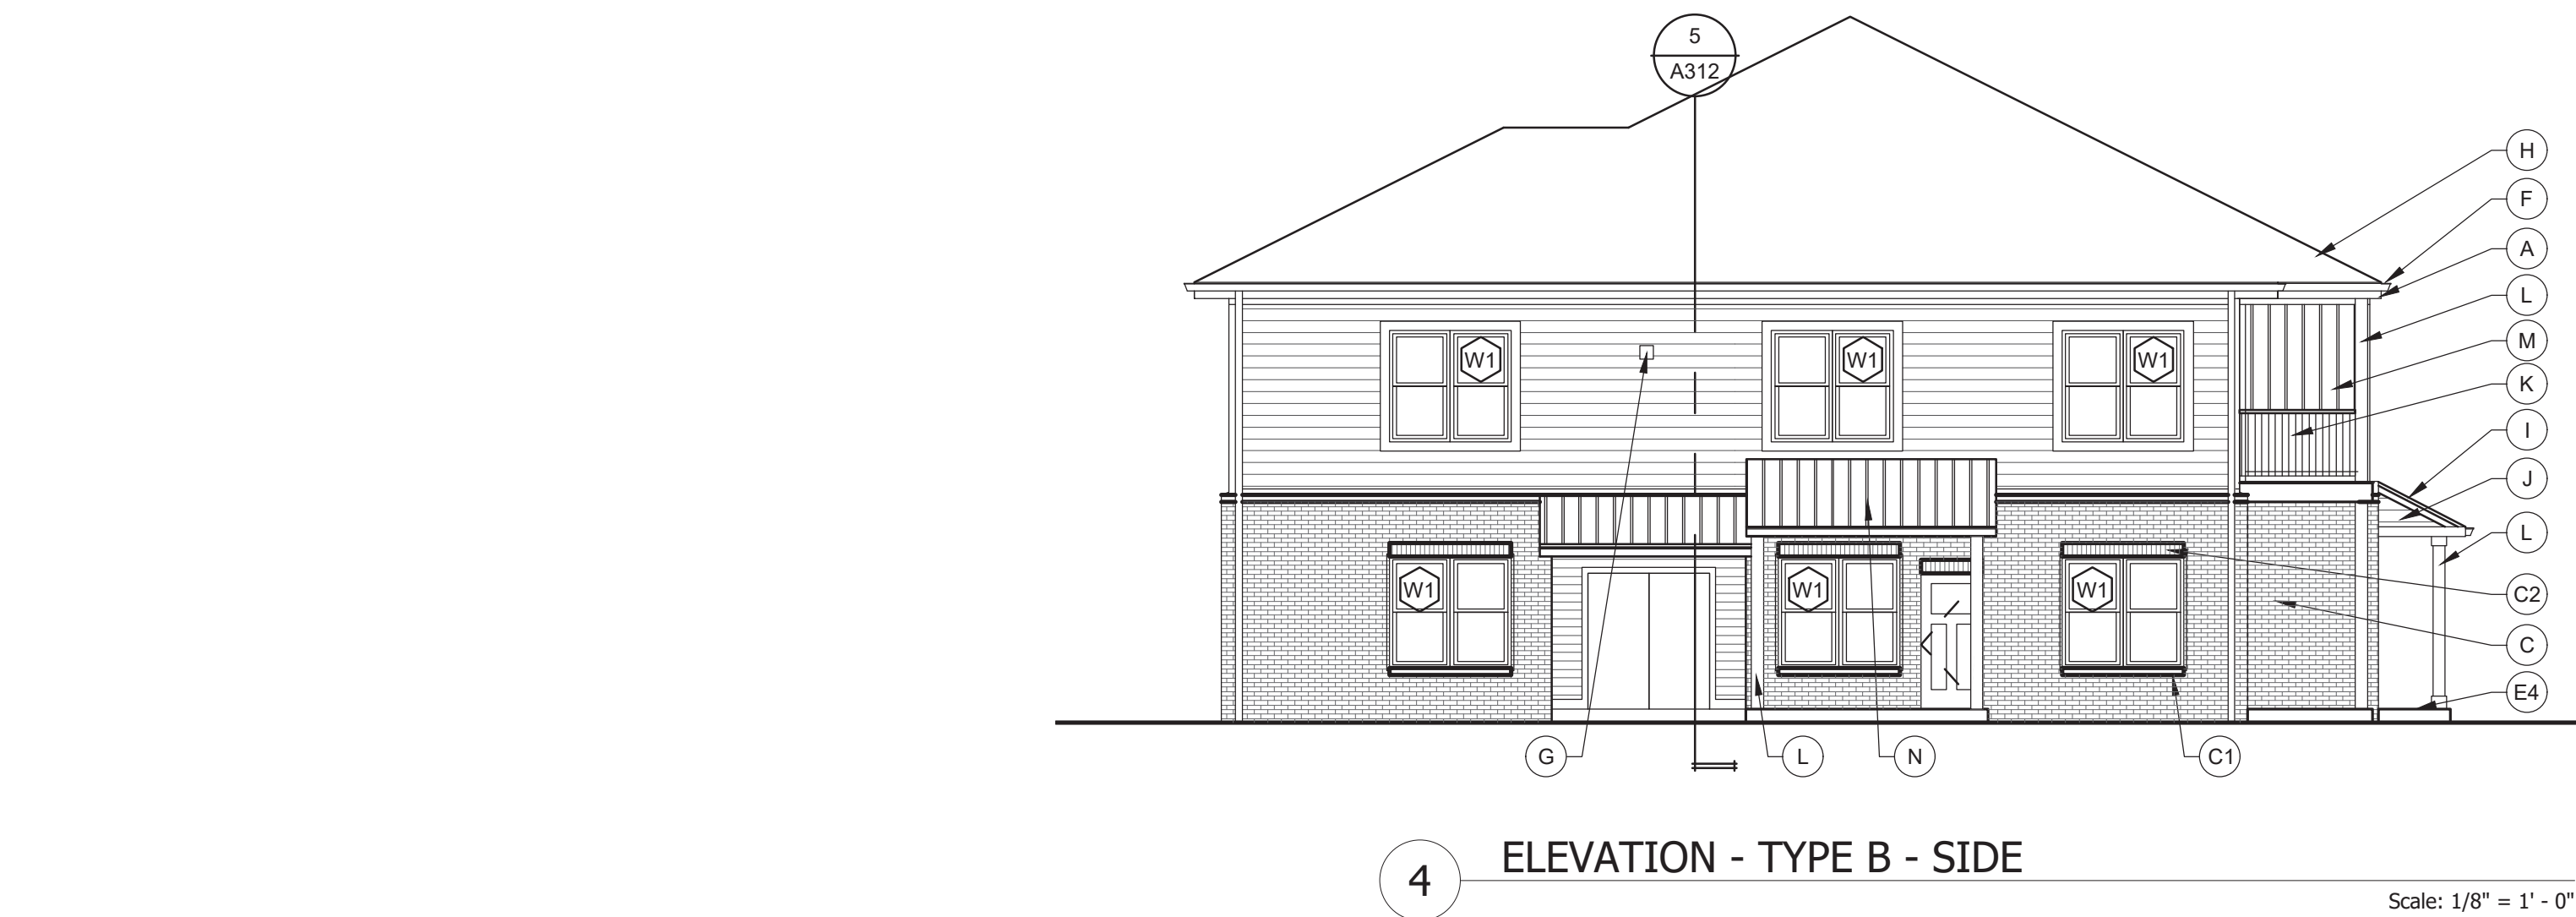 5
A312
H
F
A
L
M
K
I
J
L
C2
C
E4
W1 W1 W1
W1 W1 W1
G L N C1
4 ELEVATION - TYPE B - SIDE
Scale: 1/8" = 1' - 0"